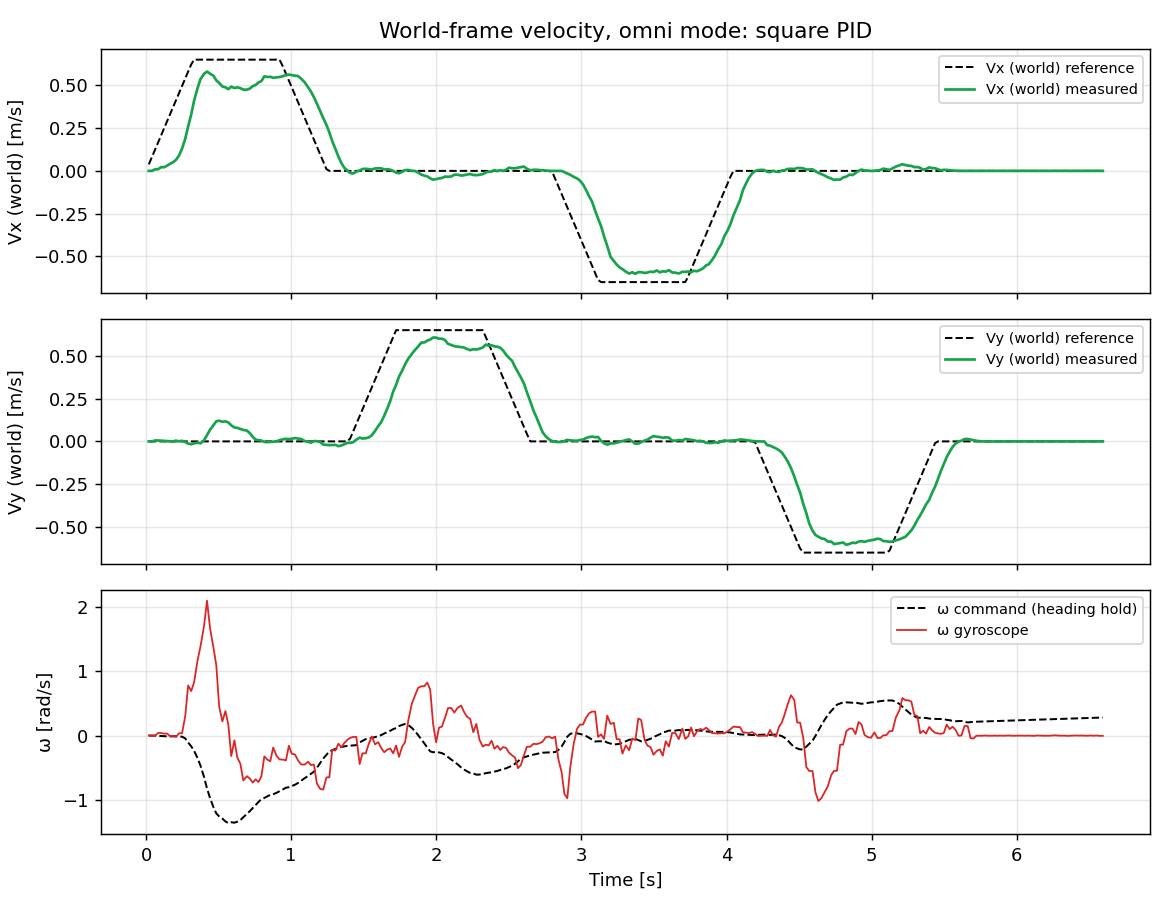 World-frame velocity, omni mode: square PID
Vx (world) [m/s]
0.50
0.25
0.00
−0.25
−0.50
Vx (world) reference
Vx (world) measured
Vy (world) [m/s]
0.50
0.25
0.00
−0.25
−0.50
Vy (world) reference
Vy (world) measured
ω [rad/s]
2
1
0
−1
ω command (heading hold)
ω gyroscope
0 1 2 3 4 5 6
Time [s]